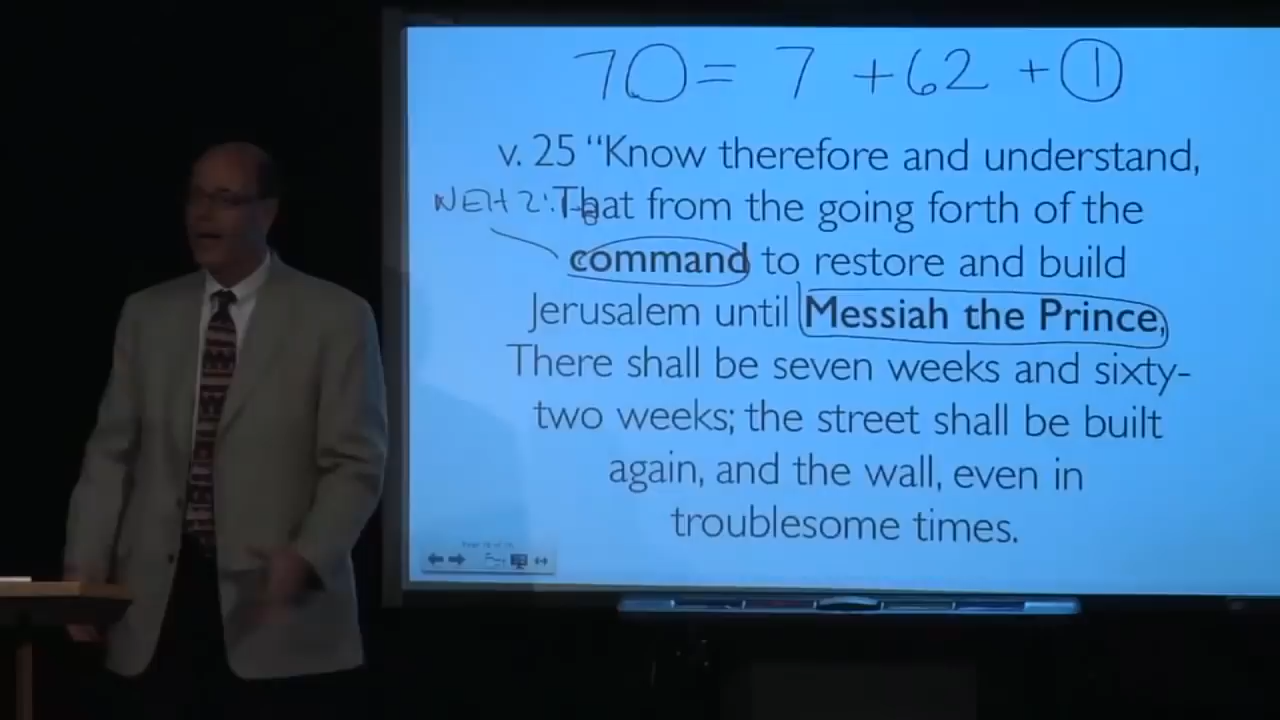 70 = 7 + 62 + 1
v. 25 “Know therefore and understand,
NEH 2:
That from the going forth of the
command to restore and build
Jerusalem until Messiah the Prince,
There shall be seven weeks and sixty-
two weeks; the street shall be built
again, and the wall, even in
troublesome times.